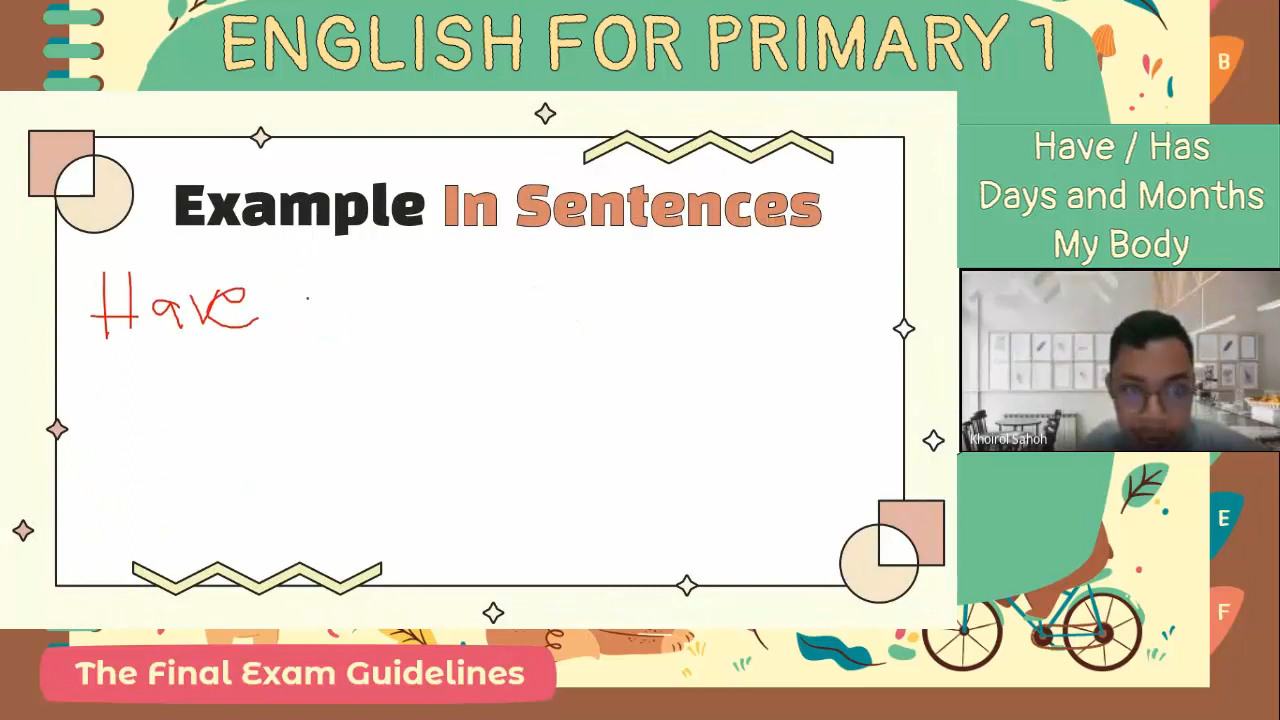 ENGLISH FOR PRIMARY 1
B
Have / Has
Days and Months
My Body
Example In Sentences
Have
Khoirol Sahoh
E
F
The Final Exam Guidelines